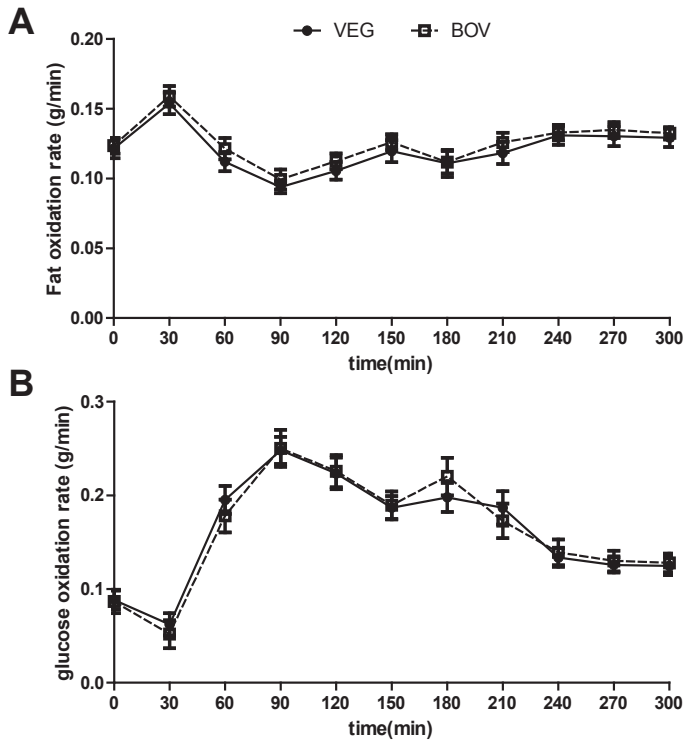 A
VEG BOV
Fat oxidation rate (g/min)
0.20
0.15
0.10
0.05
0.00
0 30 60 90 120 150 180 210 240 270 300
time(min)
B
glucose oxidation rate (g/min)
0.3
0.2
0.1
0.0
0 30 60 90 120 150 180 210 240 270 300
time(min)